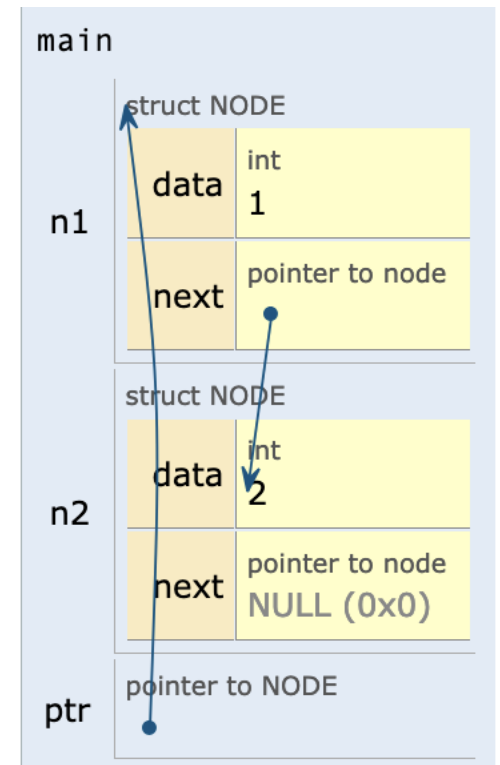 main
struct NODE
int
data
1
n1
pointer to node
next
struct NODE
int
data
2
n2
pointer to node
next
NULL (0x0)
pointer to NODE
ptr